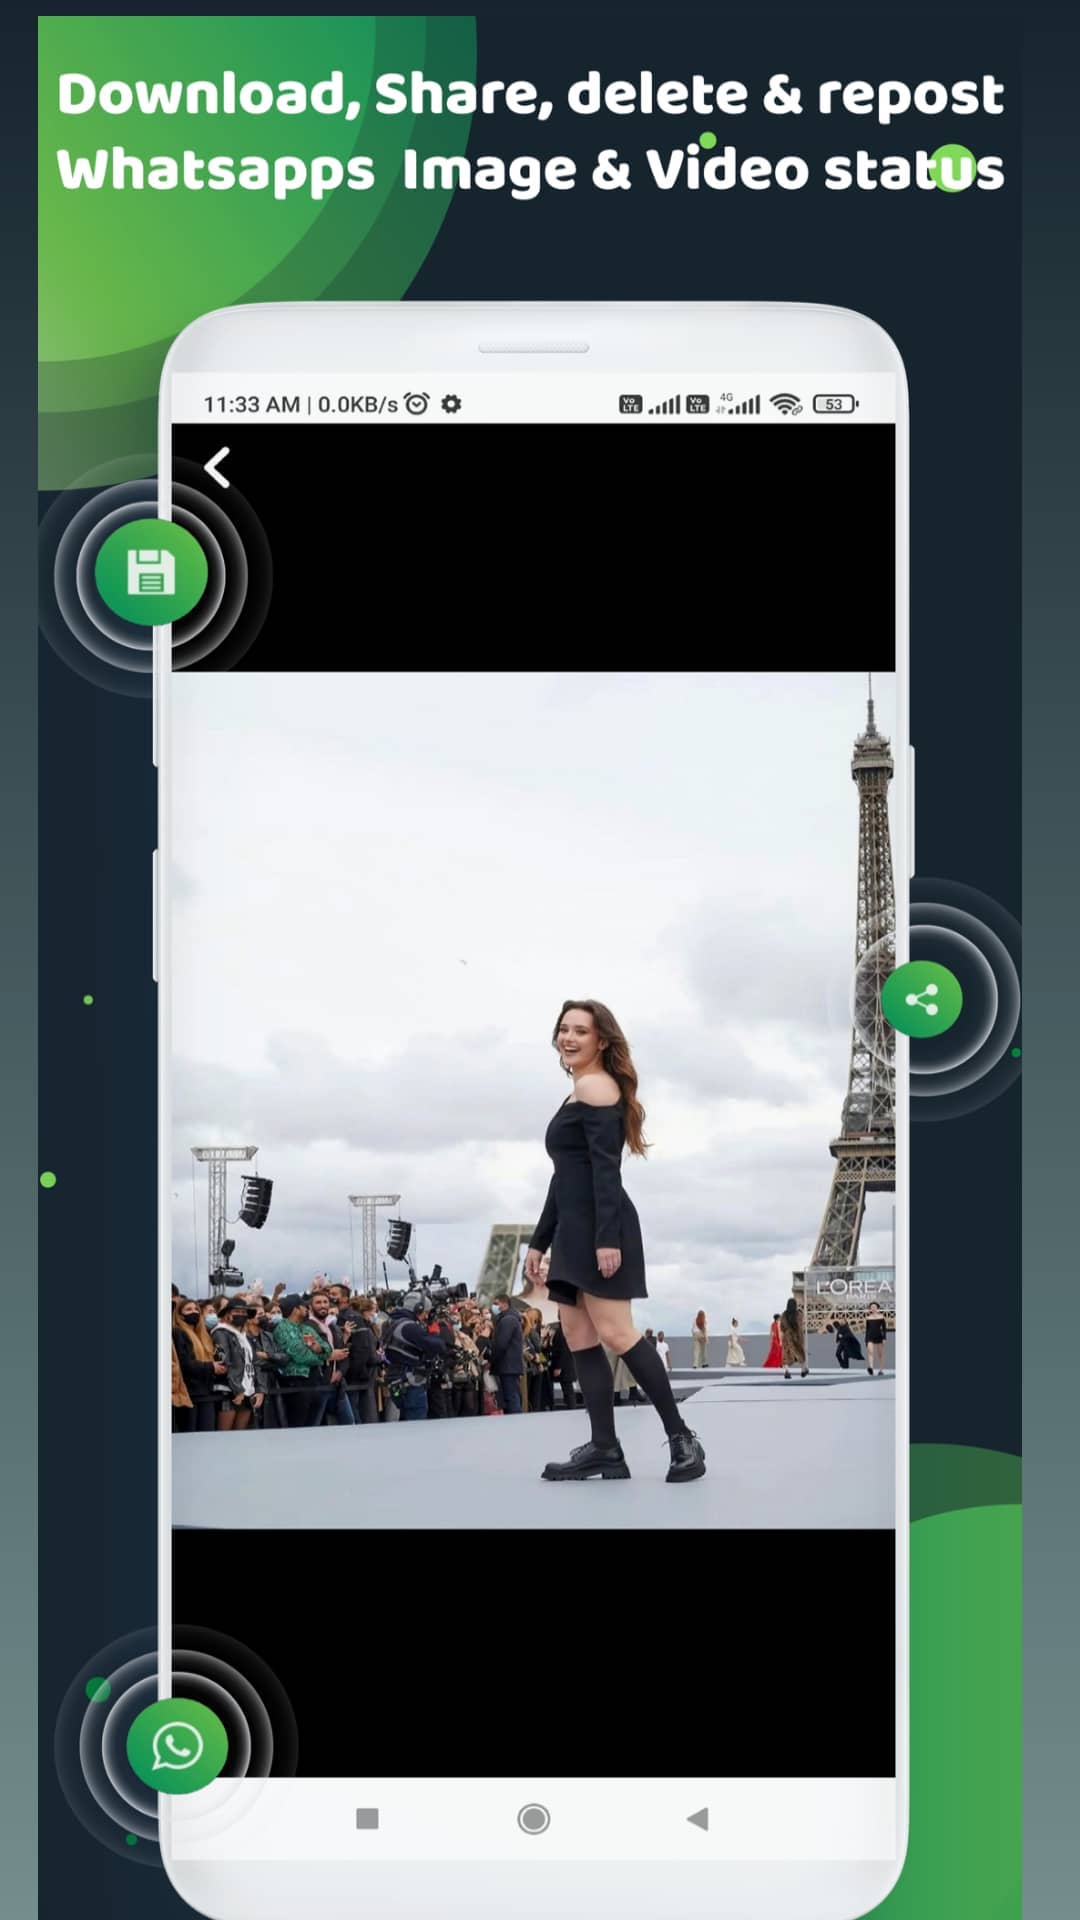 Download, Share, delete & repost
Whatsapps Image & Video status
11:33 AM | 0.0KB/s
Vo LTE
Vo LTE
4G
53
L'ORÉA
PARIS